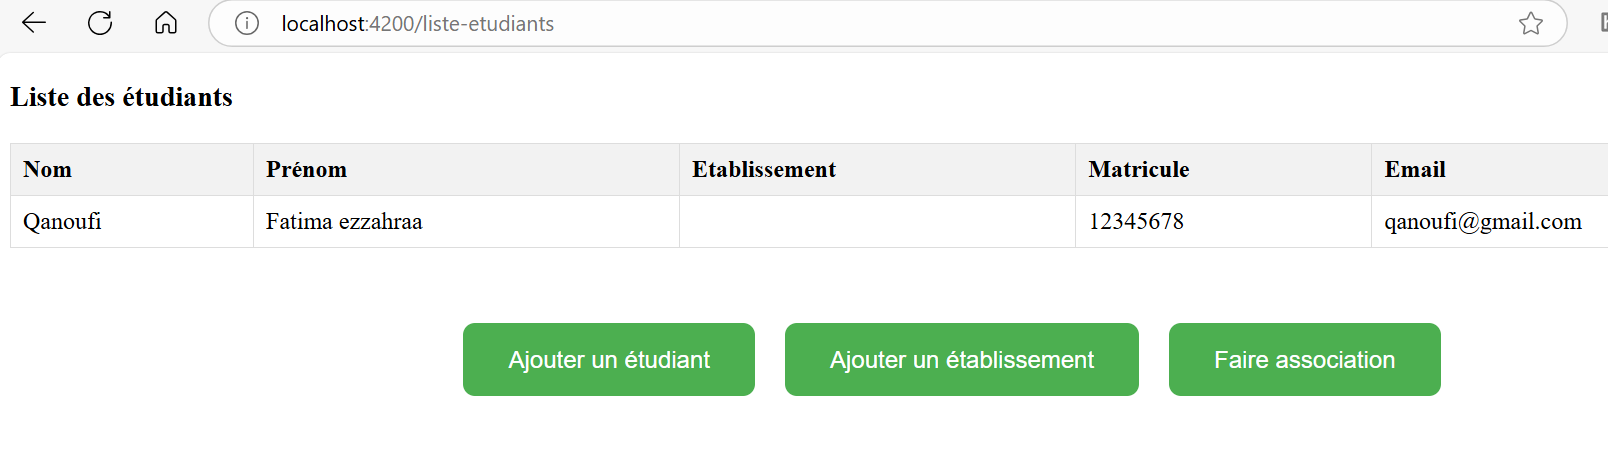 localhost:4200/liste-etudiants
Liste des étudiants
Nom Prénom Etablissement Matricule Email
Qanoufi Fatima ezzahraa 12345678 qanoufi@gmail.com
Ajouter un étudiant Ajouter un établissement Faire association